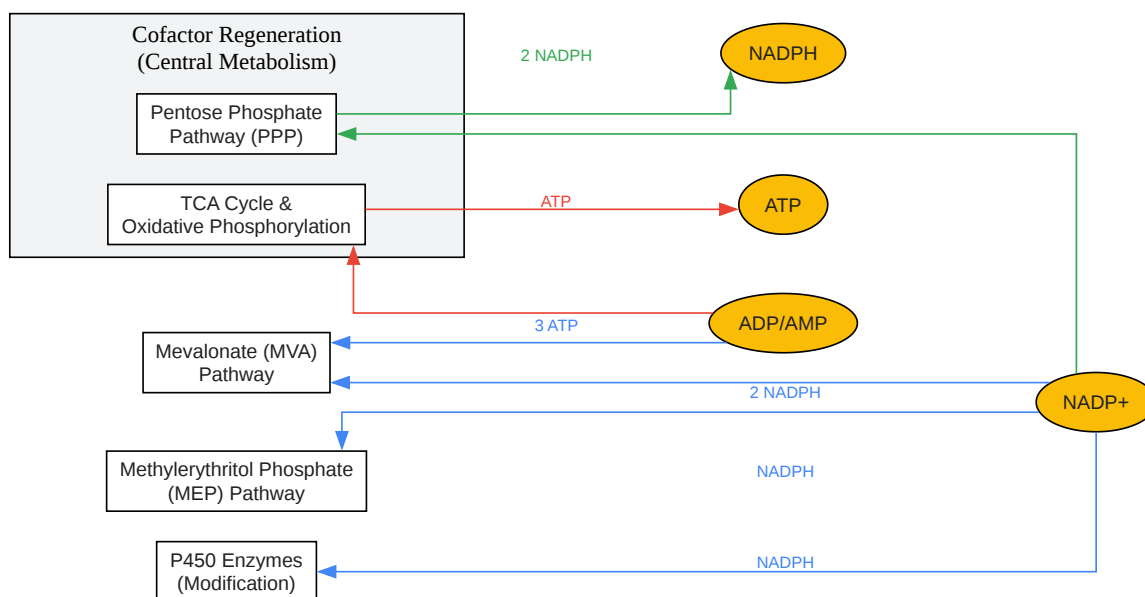 Cofactor Regeneration
(Central Metabolism)
2 NADPH
NADPH
Pentose Phosphate
Pathway (PPP)
TCA Cycle &
Oxidative Phosphorylation
ATP
ATP
ADP/AMP
3 ATP
Mevalonate (MVA)
Pathway
2 NADPH
NADP+
Methylerythritol Phosphate
(MEP) Pathway
NADPH
P450 Enzymes
(Modification)
NADPH